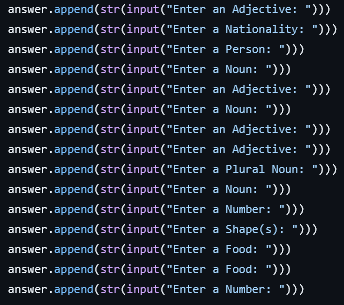 answer.append(str(input("Enter an Adjective: ")))
answer.append(str(input("Enter a Nationality: ")))
answer.append(str(input("Enter a Person: ")))
answer.append(str(input("Enter a Noun: ")))
answer.append(str(input("Enter an Adjective: ")))
answer.append(str(input("Enter a Noun: ")))
answer.append(str(input("Enter an Adjective: ")))
answer.append(str(input("Enter an Adjective: ")))
answer.append(str(input("Enter a Plural Noun: ")))
answer.append(str(input("Enter a Noun: ")))
answer.append(str(input("Enter a Number: ")))
answer.append(str(input("Enter a Shape(s): ")))
answer.append(str(input("Enter a Food: ")))
answer.append(str(input("Enter a Food: ")))
answer.append(str(input("Enter a Number: ")))